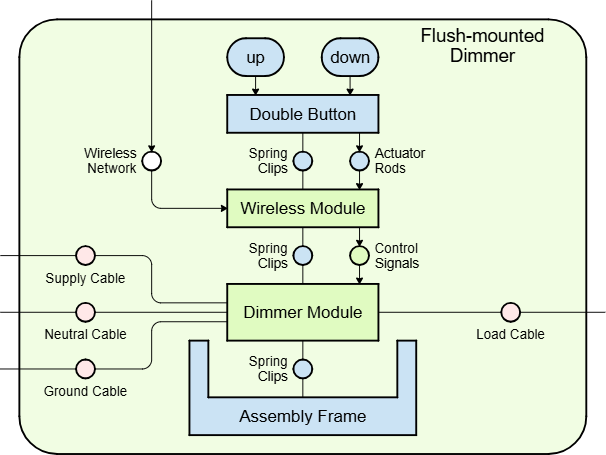 Flush-mounted
Dimmer
up
down
Double Button
Wireless
Network
Spring
Clips
Actuator
Rods
Wireless Module
Spring
Clips
Control
Signals
Supply Cable
Dimmer Module
Neutral Cable
Load Cable
Spring
Clips
Ground Cable
Assembly Frame